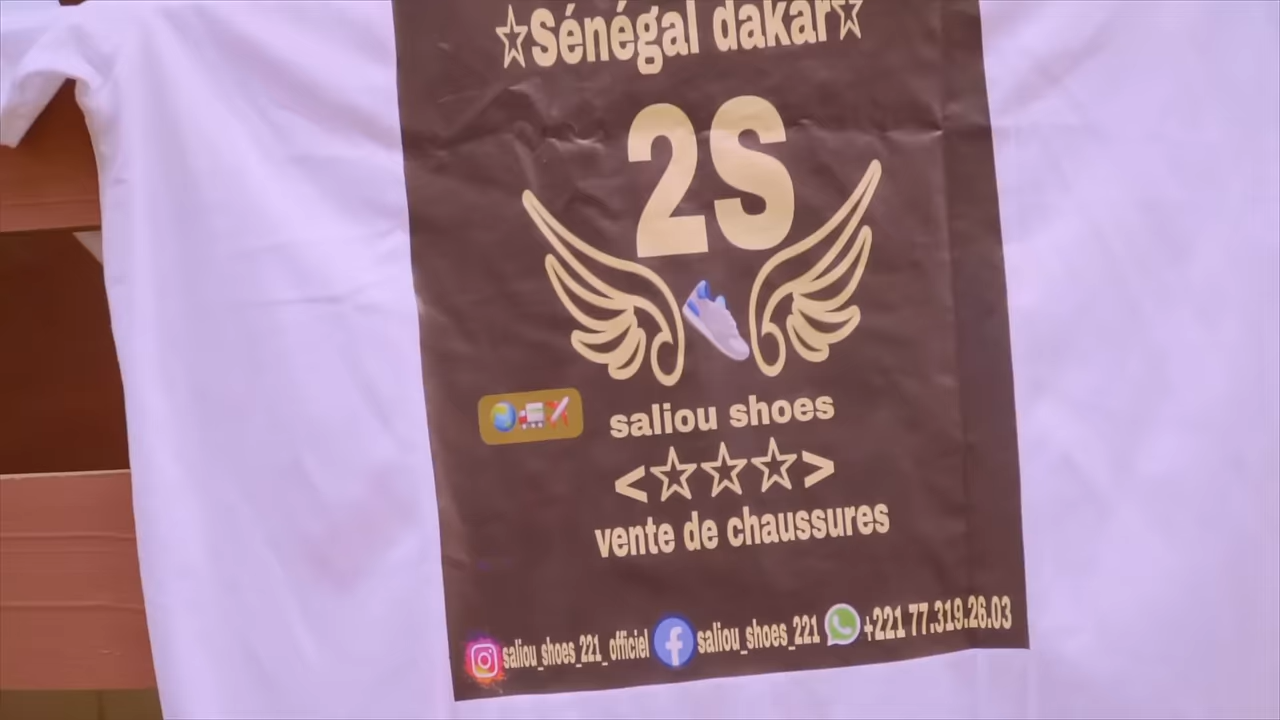 ☆Sénégal dakar☆
2S
saliou shoes
<☆☆☆>
vente de chaussures
saliou_shoes_221_officiel saliou_shoes_221 +221 77.319.26.03